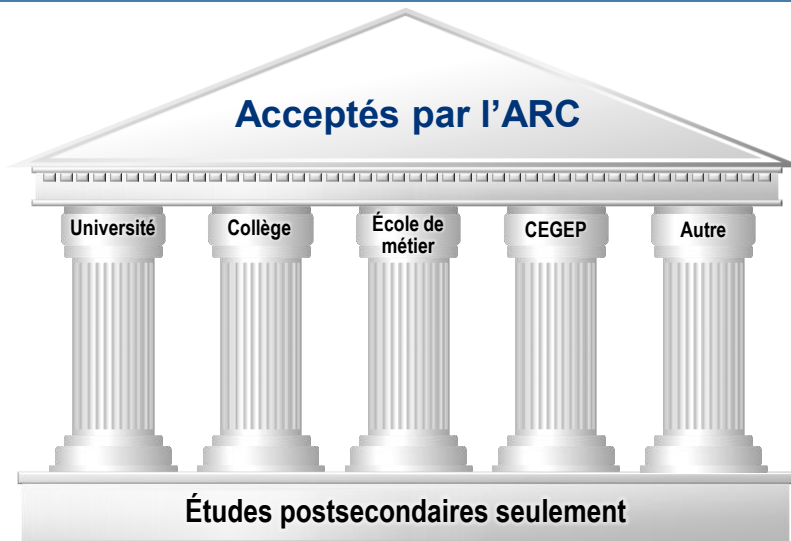 Acceptés par l'ARC
Université
Collège
École de
métier
CEGEP
Autre
Études postsecondaires seulement